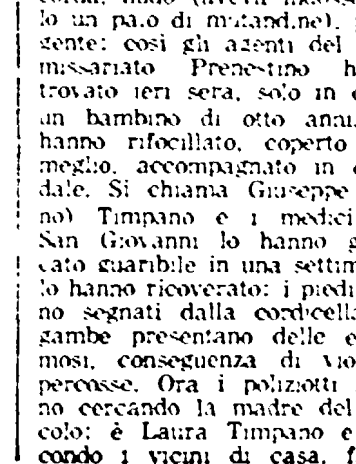 lo un paio di mutandine),
gente: così gli agenti del
missariato Prenestino h
trovato ieri sera, solo in
un bambino di otto anni
hanno rifocillato, coperto
meglio, accompagnato in
dale. Si chiama Giuseppe
no) Timpano e i medici
San Giovanni lo hanno g
cato guaribile in una settim
lo hanno ricoverato: i piedi
no segnati dalla cordicella
gambe presentano delle e
mosi, conseguenza di vio
percosse. Ora i poliziotti
no cercando la madre del
colo: è Laura Timpano e
condo i vicini di casa, f